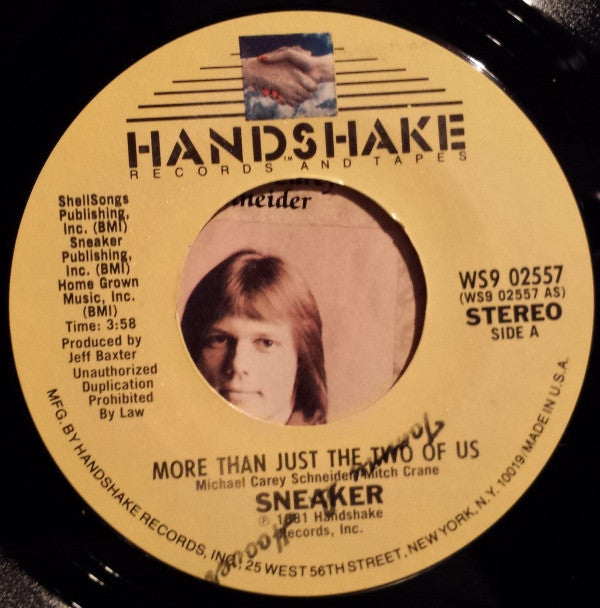 HANDSHAKE™
RECORDS AND TAPES
ShellSongs
Publishing,
Inc. (BMI)
Sneaker
Publishing,
Inc. (BMI)
Home Grown
Music, Inc.
(BMI)
Time: 3:58
Produced by
Jeff Baxter
Unauthorized
Duplication
Prohibited
By Law
neider
WS9 02557
(WS9 02557 AS)
STEREO
SIDE A
MORE THAN JUST THE TWO OF US
Michael Carey Schneider/Mitch Crane
SNEAKER
℗ 1981 Handshake
Records, Inc.
MFG. BY HANDSHAKE RECORDS, INC., 25 WEST 56TH STREET, NEW YORK, N.Y. 10019/MADE IN U.S.A.